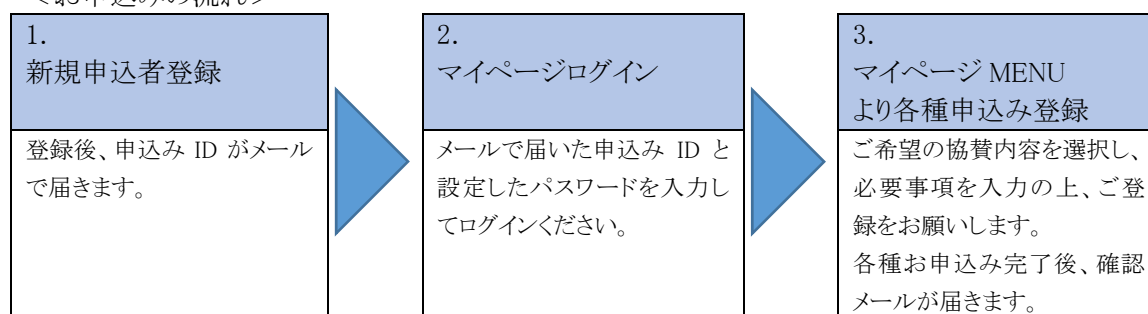 <お申込みの流れ>
1.
新規申込者登録
登録後、申込み ID がメール
で届きます。
2.
マイページログイン
メールで届いた申込み ID と
設定したパスワードを入力し
てログインください。
3.
マイページ MENU
より各種申込み登録
ご希望の協賛内容を選択し、
必要事項を入力の上、ご登
録をお願いします。
各種お申込み完了後、確認
メールが届きます。